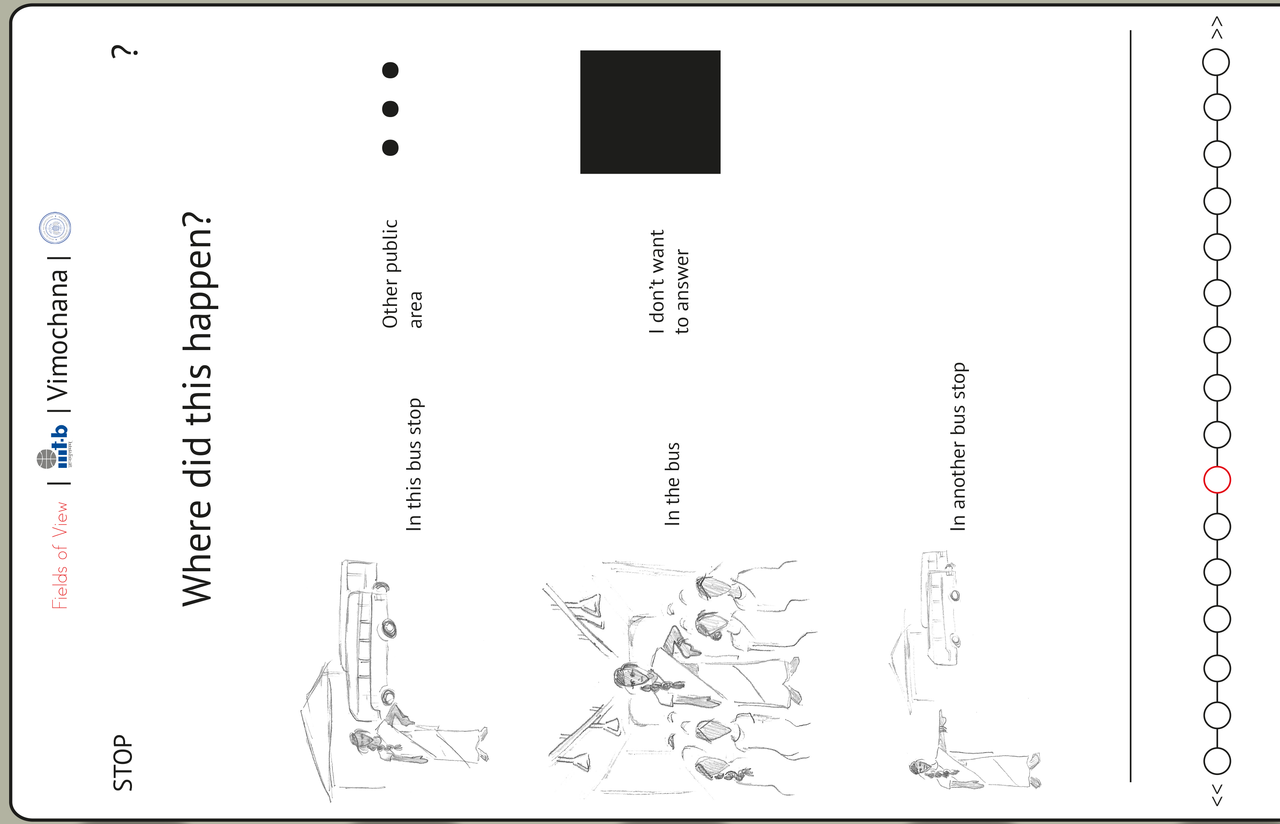 Fields of View | iiit-b | Vimochana |
STOP ?
Where did this happen?
In this bus stop
Other public
area
In the bus
I don't want
to answer
In another bus stop
<< >>